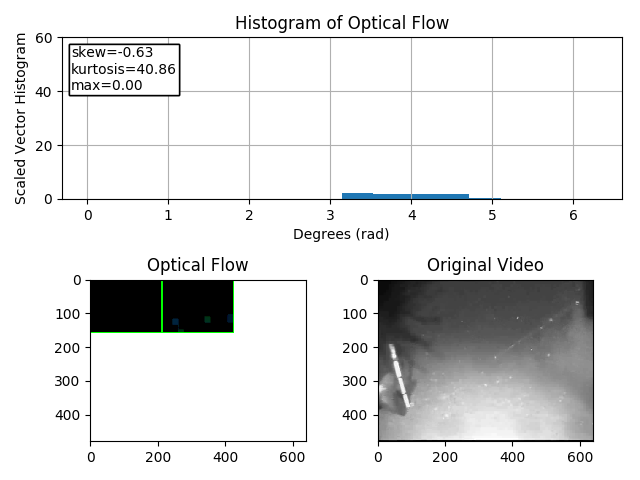 Histogram of Optical Flow
Scaled Vector Histogram
60
40
20
0
skew=-0.63
kurtosis=40.86
max=0.00
0 1 2 3 4 5 6
Degrees (rad)
Optical Flow
0
100
200
300
400
0 200 400 600
Original Video
0
100
200
300
400
0 200 400 600